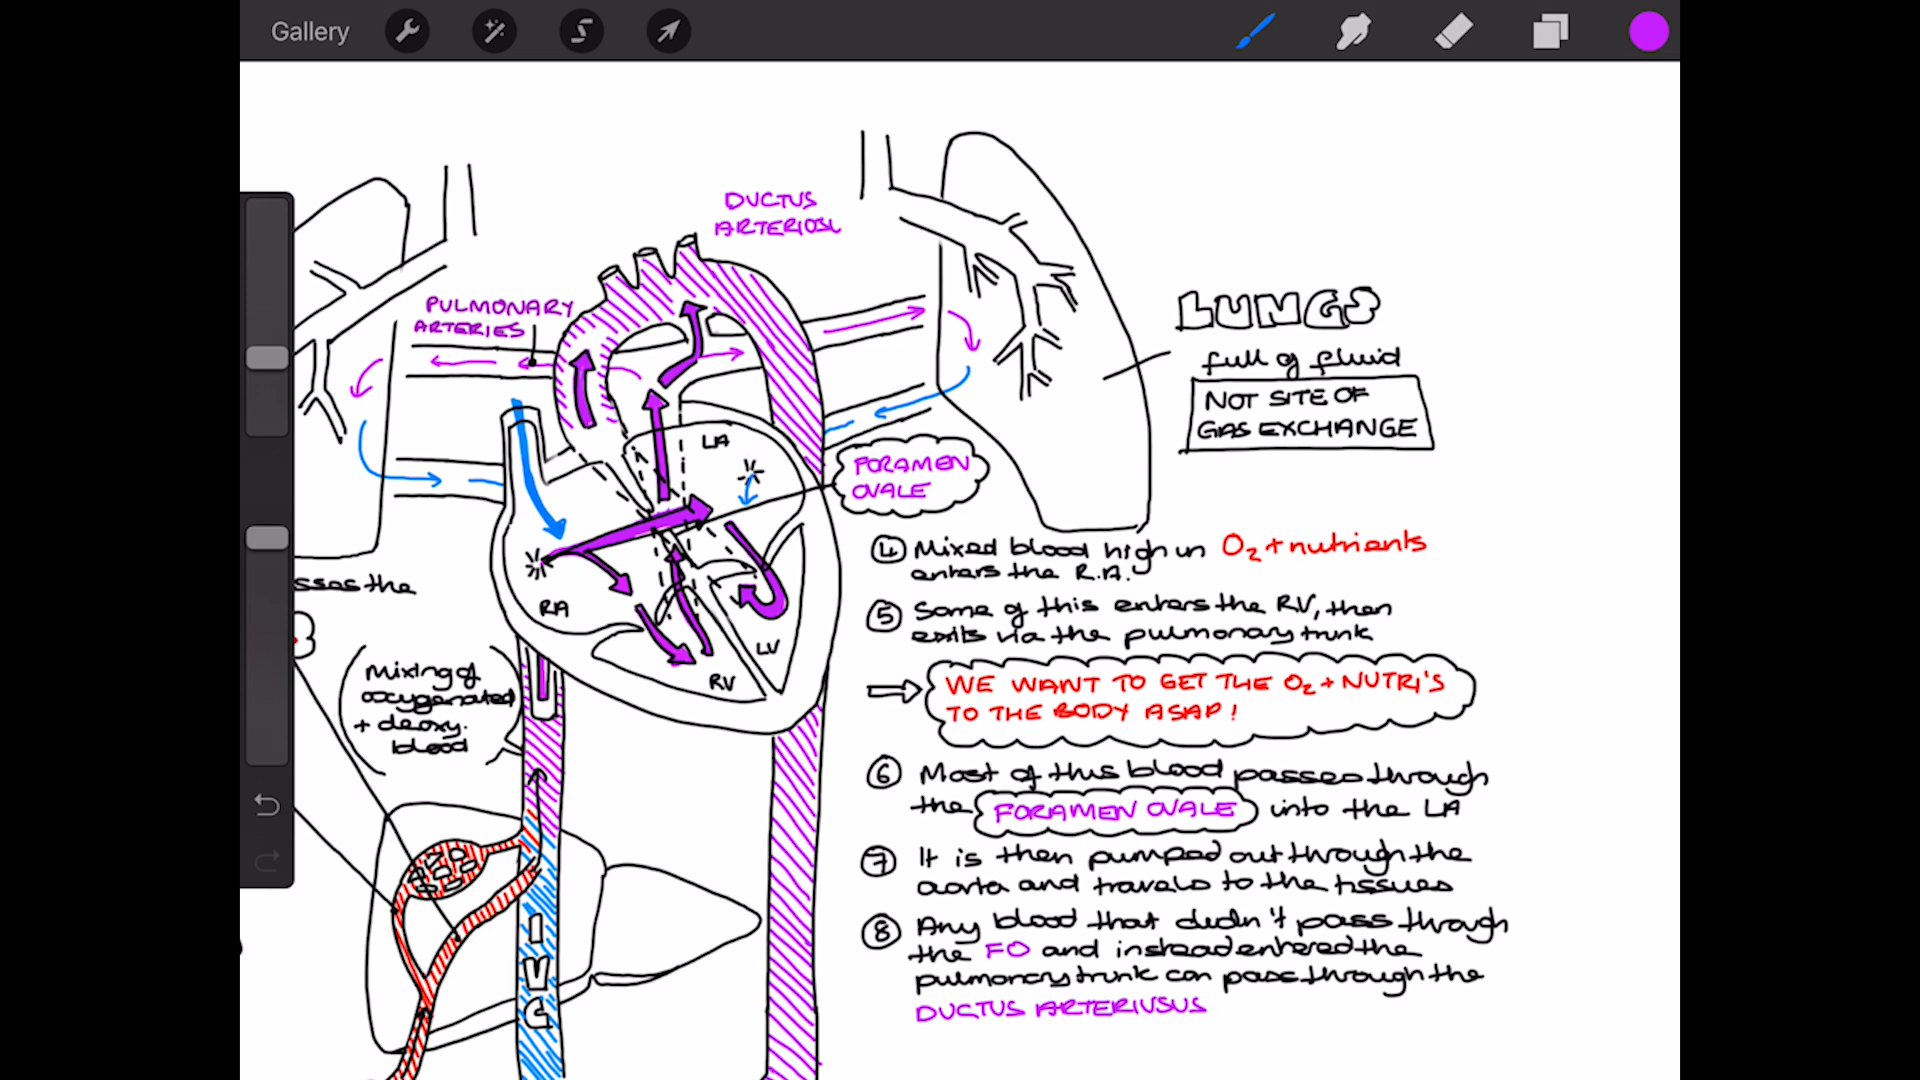 Gallery
DUCTUS
ARTERIOSU
PULMONARY
ARTERIES
LUNGS
full of fluid
NOT SITE OF
GAS EXCHANGE
LA
FORAMEN
OVALE
RA
LV
RV
sses the
(Mixing of
oxygenated
+ deoxy.
blood)
IVC
④ Mixed blood high in O2 + nutrients
enters the R.A.
⑤ Some of this enters the RV, then
exits via the pulmonary trunk
WE WANT TO GET THE O2 + NUTRI'S
TO THE BODY ASAP!
⑥ Most of this blood passes through
the FORAMEN OVALE into the LA
⑦ It is then pumped out through the
aorta and travels to the tissues
⑧ Any blood that didn't pass through
the FO and instead entered the
pulmonary trunk can pass through the
DUCTUS ARTERIUSUS